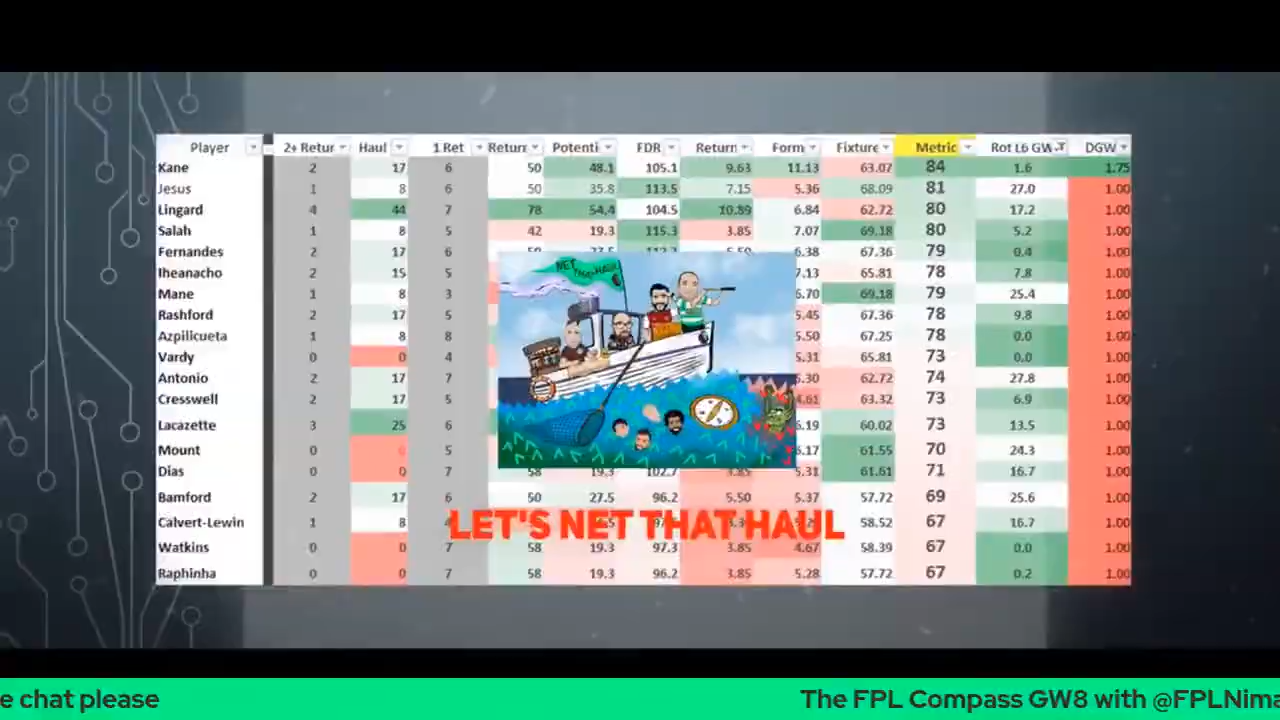 Player 2+ Retur Haul 1 Ret Return Potenti FDR Return Form Fixture Metric Rot L6 GW DGW
Kane 2 17 6 50 48.1 105.1 9.63 11.13 63.07 84 1.6 1.75
Jesus 1 8 6 50 35.8 113.5 7.15 5.36 68.09 81 27.0 1.00
Lingard 4 44 7 78 54.4 104.5 10.89 6.84 62.72 80 17.2 1.00
Salah 1 8 5 42 19.3 115.3 3.85 7.07 69.18 80 5.2 1.00
Fernandes 2 17 6 50 5.50 6.38 67.36 79 0.4 1.00
Iheanacho 2 15 5 7.13 65.81 78 7.8 1.00
Mane 1 8 3 6.70 69.18 79 25.4 1.00
Rashford 2 17 5 5.45 67.36 78 9.8 1.00
Azpilicueta 1 8 8 5.50 67.25 78 0.0 1.00
Vardy 0 0 4 5.31 65.81 73 0.0 1.00
Antonio 2 17 7 5.30 62.72 74 27.8 1.00
Cresswell 2 17 5 4.61 63.32 73 6.9 1.00
Lacazette 3 25 6 6.19 60.02 73 13.5 1.00
Mount 0 5 6.17 61.55 70 24.3 1.00
Dias 0 0 7 58 19.3 102.7 3.85 5.31 61.61 71 16.7 1.00
Bamford 2 17 6 50 27.5 96.2 5.50 5.37 57.72 69 25.6 1.00
Calvert-Lewin 1 8 58.52 67 16.7 1.00
Watkins 0 0 7 58 19.3 97.3 3.85 4.67 58.39 67 0.0 1.00
Raphinha 0 0 7 58 19.3 96.2 3.85 5.28 57.72 67 0.2 1.00
NET THAT HAUL
LET'S NET THAT HAUL
e chat please The FPL Compass GW8 with @FPLNima